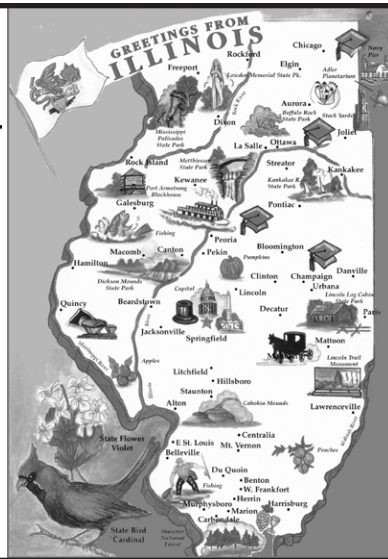 GREETINGS FROM
ILLINOIS
Chicago
Navy
Pier
Rockford
Elgin
Freeport
Lowden Memorial State Pk.
Adler
Planetarium
Aurora
Buffalo Rock
State Park
Stock Yards
Dixon
Mississippi
Palisades
State Park
Joliet
La Salle
Ottawa
Rock Island
Matthiessen
State Park
Streator
Kankakee
Kewanee
Kankakee R.
State Park
Fort Armstrong
Blockhouse
Galesburg
Pontiac
Fishing
Peoria
Macomb
Canton
Pekin
Bloomington
Pumpkins
Hamilton
Danville
Clinton
Champaign
Dickson Mounds
State Park
Urbana
Capital
Lincoln
Lincoln Log Cabin
State Park
Quincy
Beardstown
Decatur
Paris
Jacksonville
Springfield
Mattoon
Mississippi River
Apples
Lincoln Trail
Monument
Litchfield
Hillsboro
Staunton
Alton
Cahokia Mounds
Lawrenceville
Wabash River
State Flower
Violet
Centralia
E St. Louis
Mt. Vernon
Belleville
Peaches
Du Quoin
Benton
Fishing
W. Frankfort
Herrin
Murphysboro
Harrisburg
Marion
Carbondale
State Bird
Cardinal
Shawnee
National
Forest